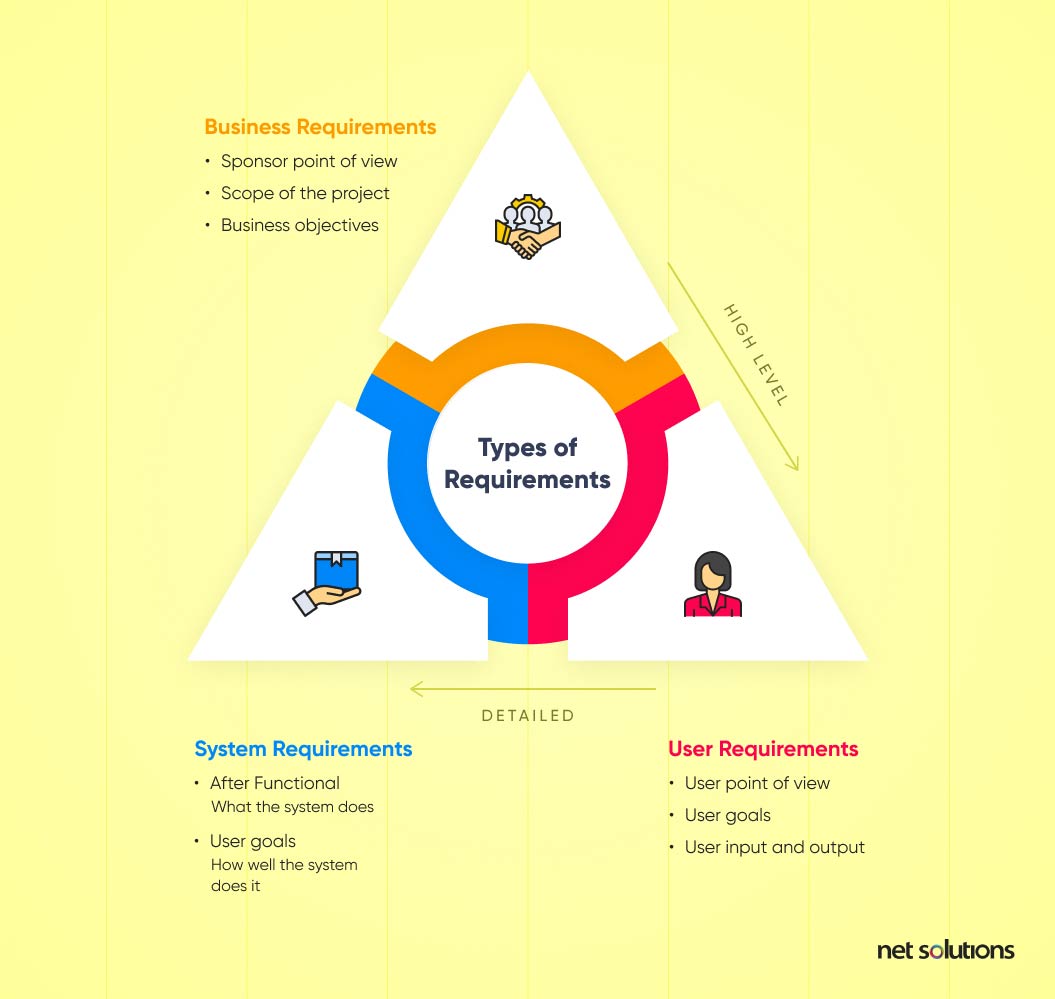 Business Requirements
• Sponsor point of view
• Scope of the project
• Business objectives
HIGH LEVEL
Types of
Requirements
DETAILED
System Requirements
• After Functional
What the system does
• User goals
How well the system
does it
User Requirements
• User point of view
• User goals
• User input and output
net solutions